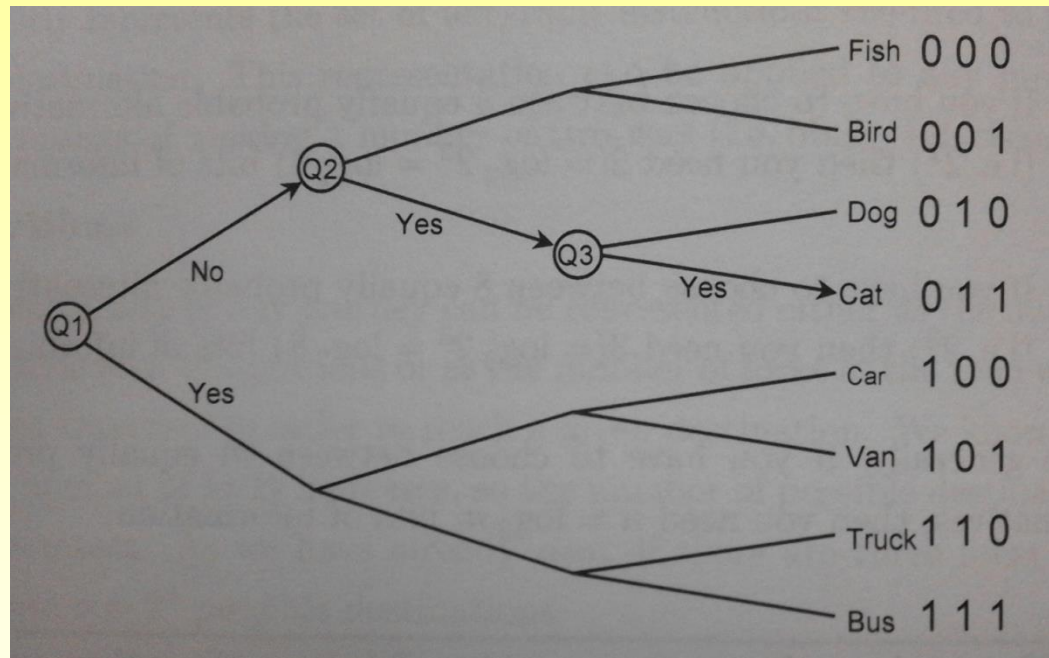 Fish 0 0 0
Bird 0 0 1
Q2
Yes
Dog 0 1 0
Q3
No
Yes
Cat 0 1 1
Q1
Yes
Car 1 0 0
Van 1 0 1
Truck 1 1 0
Bus 1 1 1